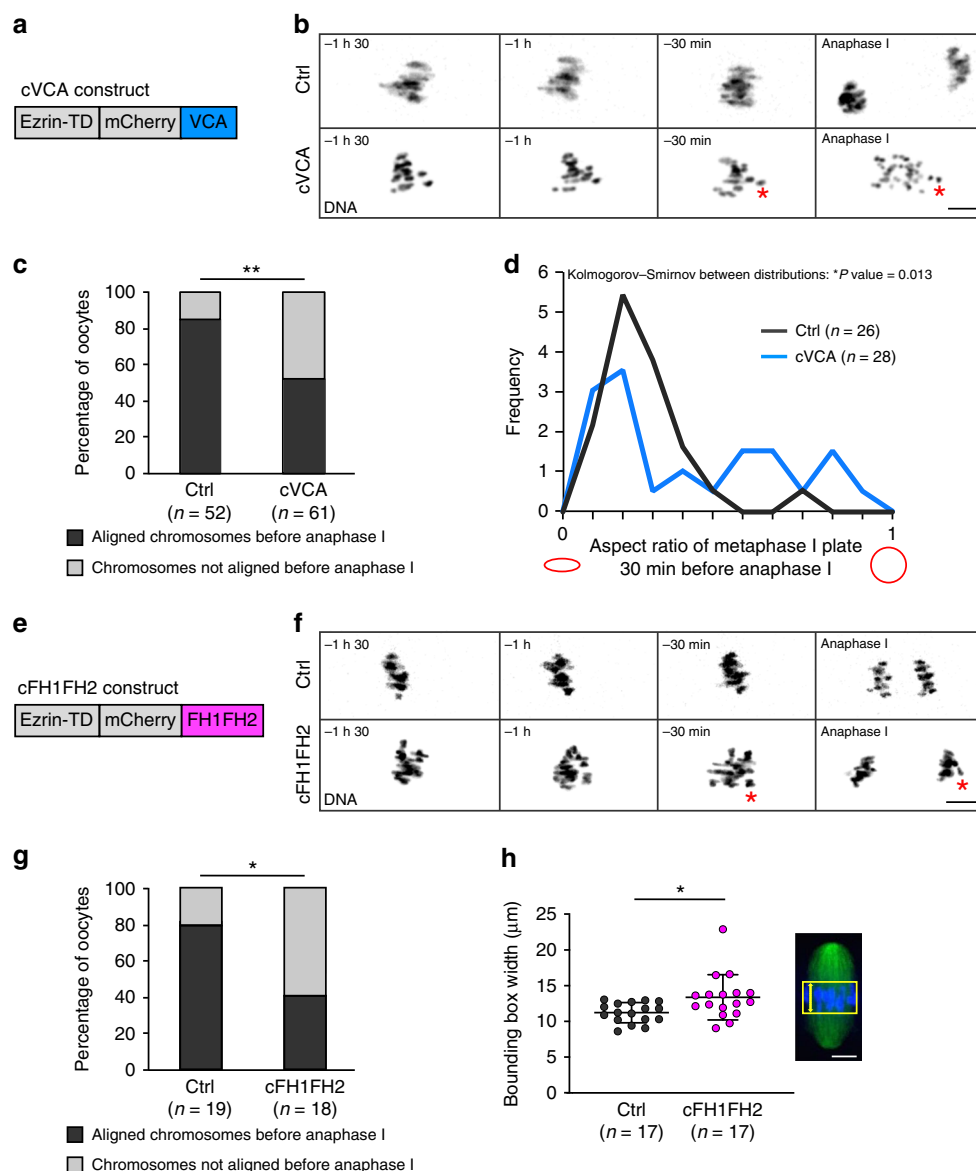 a
cVCA construct
Ezrin-TD mCherry VCA
b
Ctrl
–1 h 30
–1 h
–30 min
Anaphase I
cVCA
–1 h 30
–1 h
–30 min
Anaphase I
DNA
*
*
c
**
Percentage of oocytes
100
80
60
40
20
0
Ctrl
(n = 52)
cVCA
(n = 61)
Aligned chromosomes before anaphase I
Chromosomes not aligned before anaphase I
d
Kolmogorov–Smirnov between distributions: *P value = 0.013
Ctrl (n = 26)
cVCA (n = 28)
Frequency
6
5
4
3
2
1
0
0
1
Aspect ratio of metaphase I plate
30 min before anaphase I
e
cFH1FH2 construct
Ezrin-TD mCherry FH1FH2
f
Ctrl
–1 h 30
–1 h
–30 min
Anaphase I
cFH1FH2
–1 h 30
–1 h
–30 min
Anaphase I
DNA
*
*
g
*
Percentage of oocytes
100
80
60
40
20
0
Ctrl
(n = 19)
cFH1FH2
(n = 18)
Aligned chromosomes before anaphase I
Chromosomes not aligned before anaphase I
h
*
Bounding box width (μm)
25
20
15
10
5
0
Ctrl
(n = 17)
cFH1FH2
(n = 17)